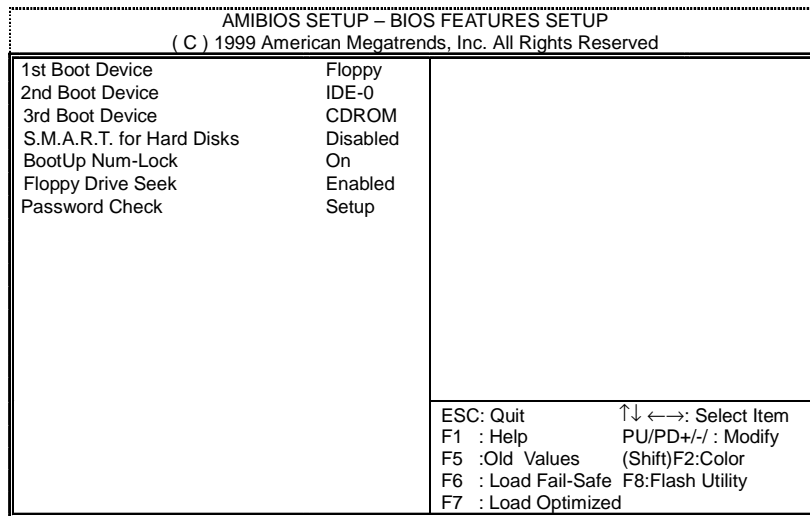 AMIBIOS SETUP – BIOS FEATURES SETUP
( C ) 1999 American Megatrends, Inc. All Rights Reserved
1st Boot Device Floppy
2nd Boot Device IDE-0
3rd Boot Device CDROM
S.M.A.R.T. for Hard Disks Disabled
BootUp Num-Lock On
Floppy Drive Seek Enabled
Password Check Setup
ESC: Quit ↑↓ ←→: Select Item
F1 : Help PU/PD+/-/ : Modify
F5 :Old Values (Shift)F2:Color
F6 : Load Fail-Safe F8:Flash Utility
F7 : Load Optimized